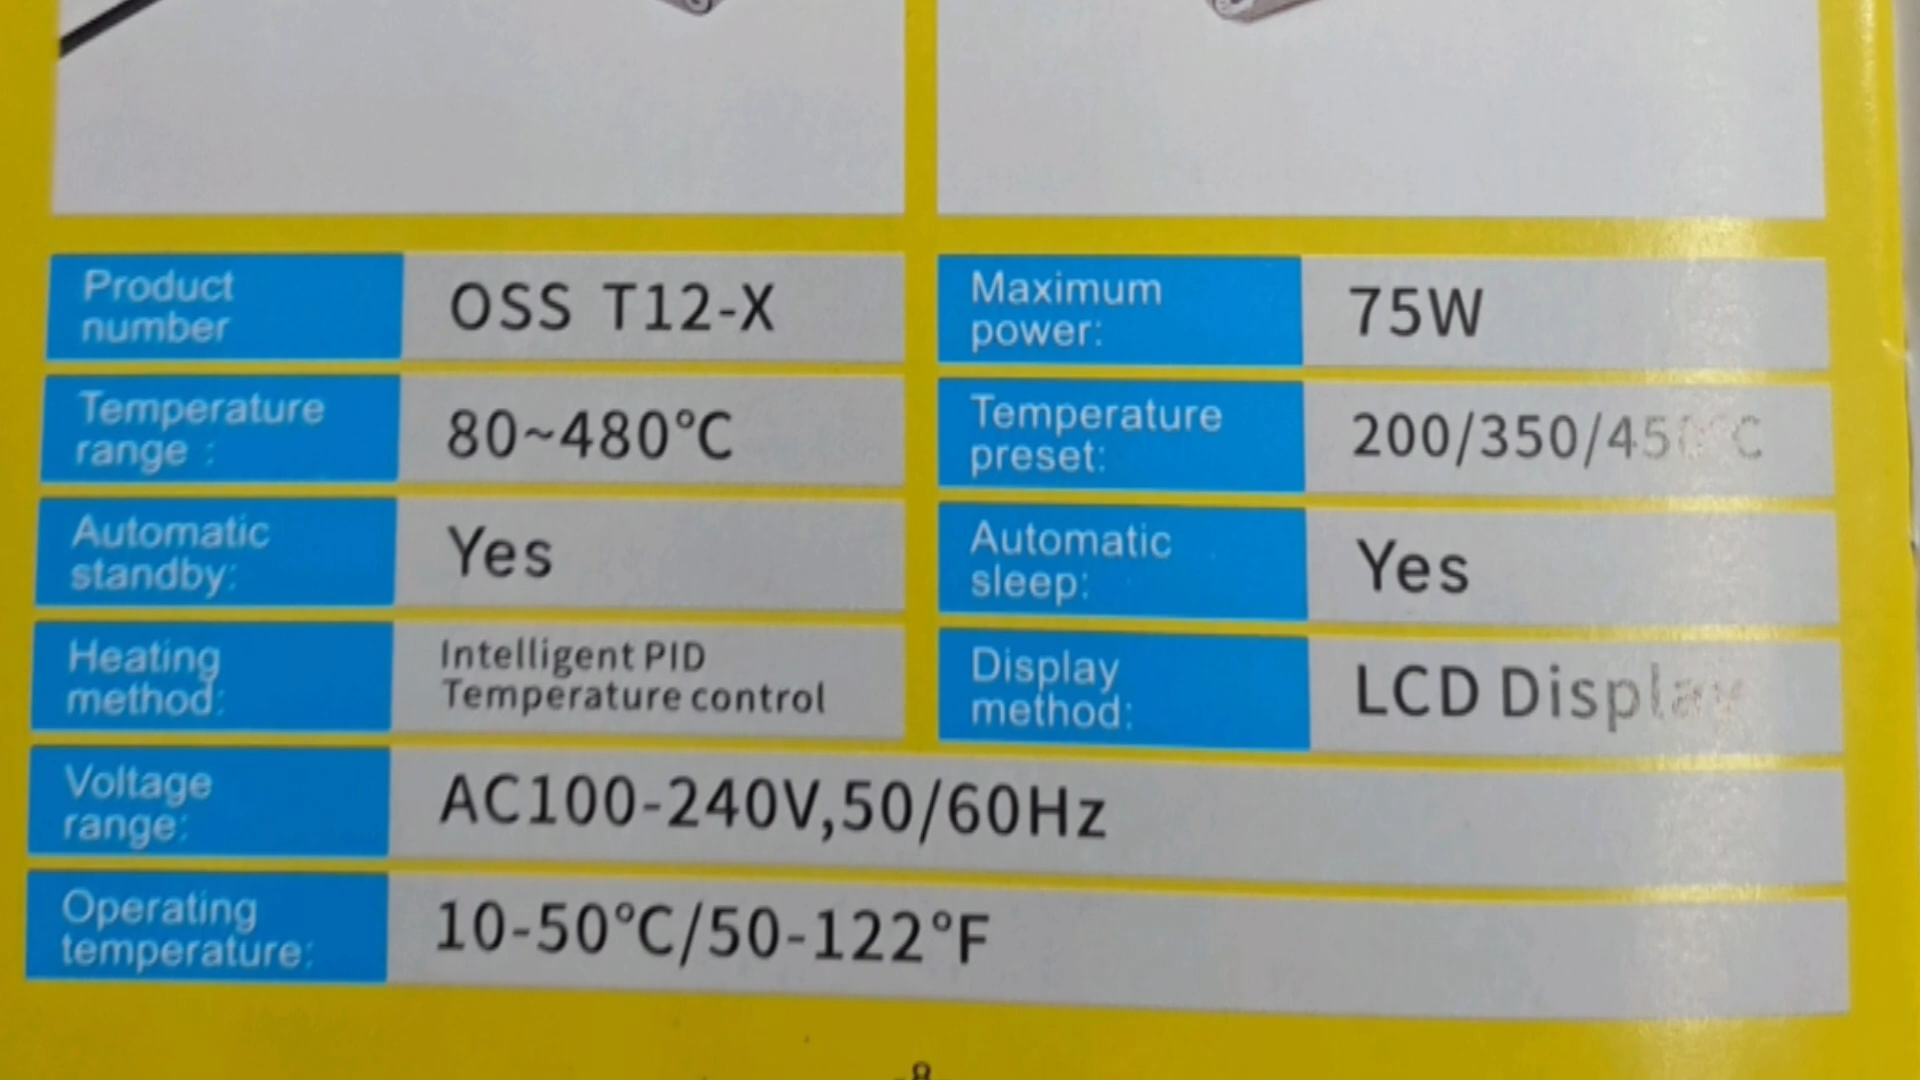 Product number
OSS T12-X
Maximum power:
75W
Temperature range :
80~480°C
Temperature preset:
200/350/450°C
Automatic standby:
Yes
Automatic sleep:
Yes
Heating method:
Intelligent PID
Temperature control
Display method:
LCD Display
Voltage range:
AC100-240V,50/60Hz
Operating temperature:
10-50°C/50-122°F